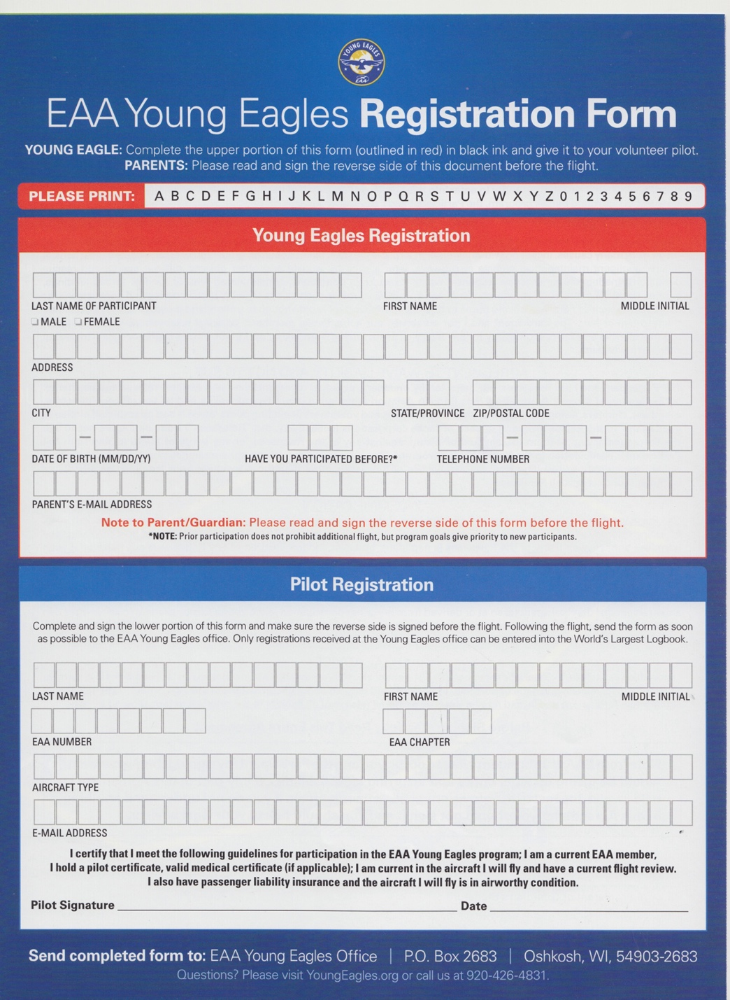 YOUNG EAGLES
EAA
EAA Young Eagles Registration Form
YOUNG EAGLE: Complete the upper portion of this form (outlined in red) in black ink and give it to your volunteer pilot.
PARENTS: Please read and sign the reverse side of this document before the flight.
PLEASE PRINT: A B C D E F G H I J K L M N O P Q R S T U V W X Y Z 0 1 2 3 4 5 6 7 8 9
Young Eagles Registration
LAST NAME OF PARTICIPANT FIRST NAME MIDDLE INITIAL
MALE FEMALE
ADDRESS
CITY STATE/PROVINCE ZIP/POSTAL CODE
DATE OF BIRTH (MM/DD/YY) HAVE YOU PARTICIPATED BEFORE?* TELEPHONE NUMBER
PARENT'S E-MAIL ADDRESS
Note to Parent/Guardian: Please read and sign the reverse side of this form before the flight.
*NOTE: Prior participation does not prohibit additional flight, but program goals give priority to new participants.
Pilot Registration
Complete and sign the lower portion of this form and make sure the reverse side is signed before the flight. Following the flight, send the form as soon
as possible to the EAA Young Eagles office. Only registrations received at the Young Eagles office can be entered into the World's Largest Logbook.
LAST NAME FIRST NAME MIDDLE INITIAL
EAA NUMBER EAA CHAPTER
AIRCRAFT TYPE
E-MAIL ADDRESS
I certify that I meet the following guidelines for participation in the EAA Young Eagles program; I am a current EAA member,
I hold a pilot certificate, valid medical certificate (if applicable); I am current in the aircraft I will fly and have a current flight review.
I also have passenger liability insurance and the aircraft I will fly is in airworthy condition.
Pilot Signature Date
Send completed form to: EAA Young Eagles Office | P.O. Box 2683 | Oshkosh, WI, 54903-2683
Questions? Please visit YoungEagles.org or call us at 920-426-4831.